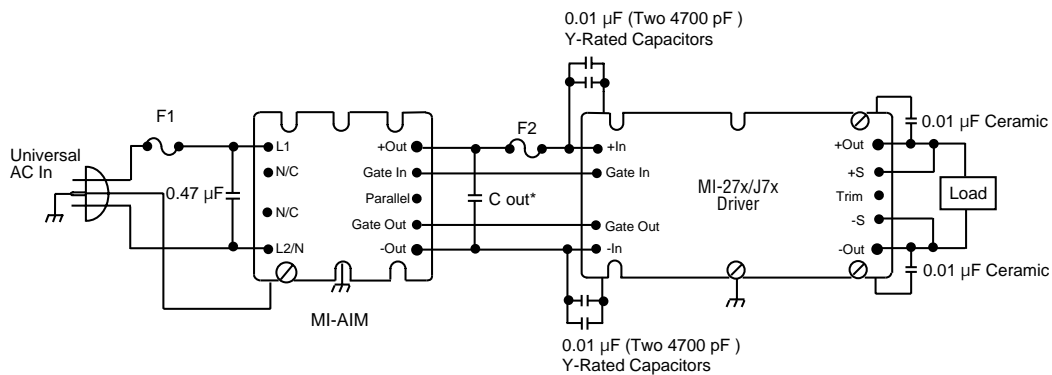 0.01 µF (Two 4700 pF )
Y-Rated Capacitors
F1
F2
0.01 µF Ceramic
Universal
AC In
L1
N/C
0.47 µF
N/C
L2/N
+Out
Gate In
Parallel
Gate Out
-Out
C out*
+In
Gate In
Gate Out
-In
MI-27x/J7x
Driver
+Out
+S
Trim
-S
-Out
Load
0.01 µF Ceramic
MI-AIM
0.01 µF (Two 4700 pF )
Y-Rated Capacitors